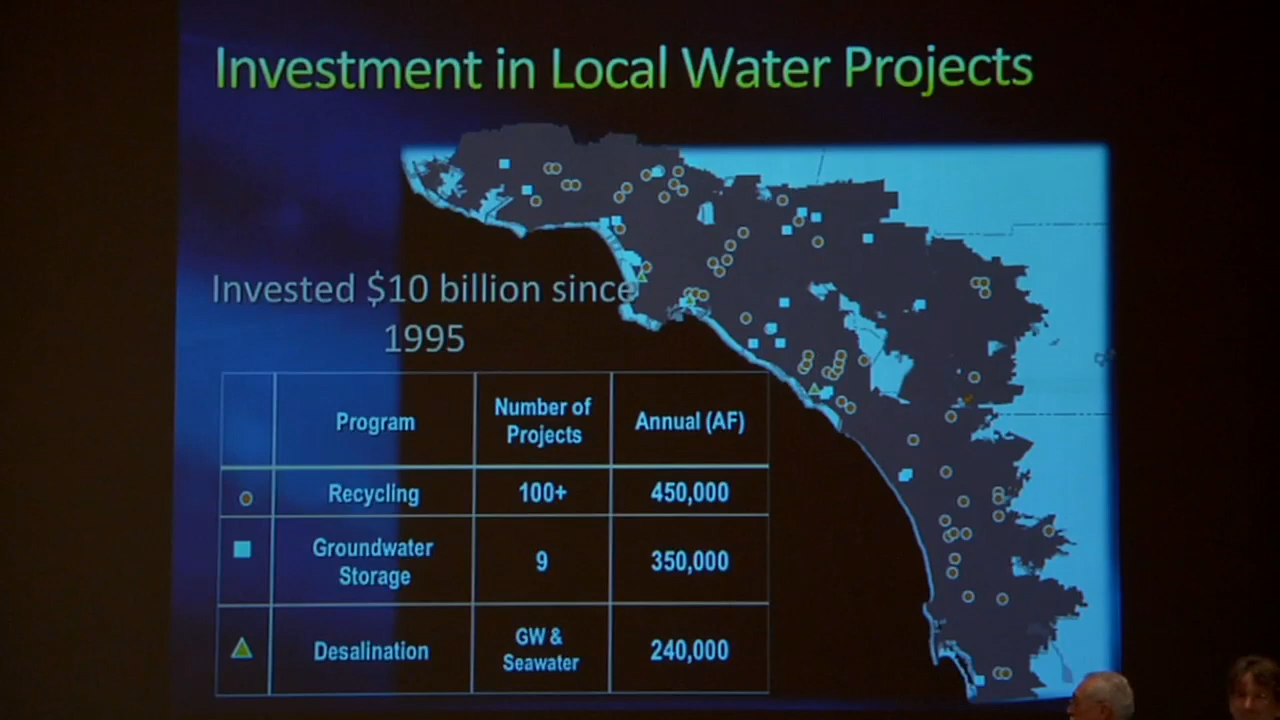 Investment in Local Water Projects
Invested $10 billion since
1995
Program
Number of
Projects
Annual (AF)
Recycling
100+
450,000
Groundwater
Storage
9
350,000
Desalination
GW &
Seawater
240,000